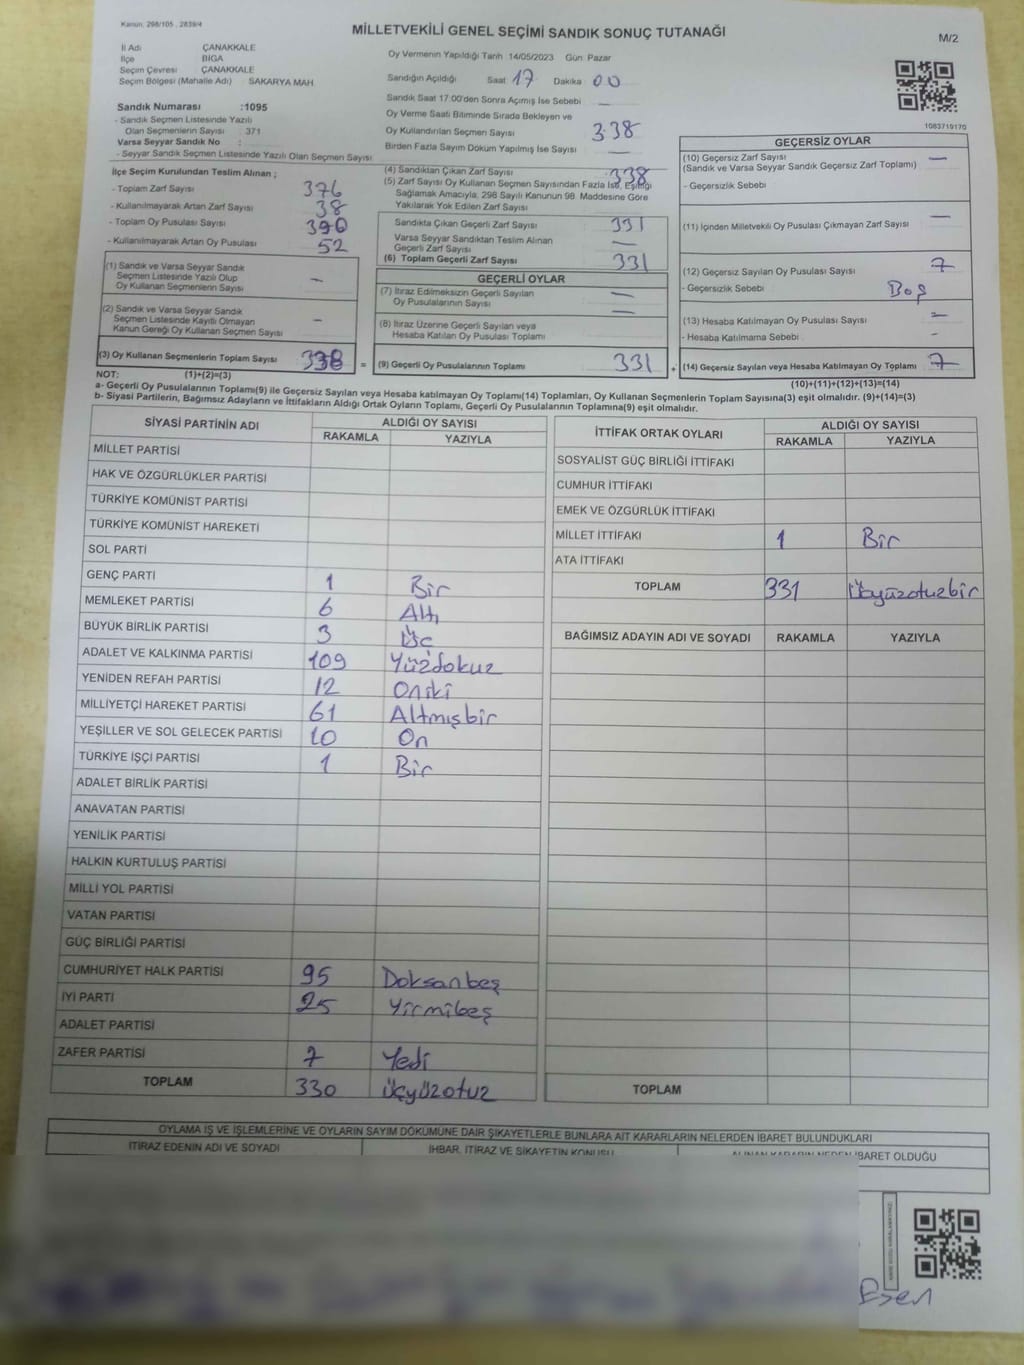 Kanun: 298/105 , 2839/4
MİLLETVEKİLİ GENEL SEÇİMİ SANDIK SONUÇ TUTANAĞI
M/2
İl Adı ÇANAKKALE
İlçe BİGA
Seçim Çevresi ÇANAKKALE
Seçim Bölgesi (Mahalle Adı) SAKARYA MAH
Oy Vermenin Yapıldığı Tarih 14/05/2023 Gün: Pazar
Sandığın Açıldığı Saat 17 Dakika 00
Sandık Saat 17:00'den Sonra Açılmış İse Sebebi —
Oy Verme Saati Bitiminde Sırada Bekleyen ve
Oy Kullandırılan Seçmen Sayısı 338
Birden Fazla Sayım Döküm Yapılmış İse Sayısı —
1083719170
Sandık Numarası :1095
- Sandık Seçmen Listesinde Yazılı
Olan Seçmenlerin Sayısı : 371
Varsa Seyyar Sandık No :
- Seyyar Sandık Seçmen Listesinde Yazılı Olan Seçmen Sayısı:
İlçe Seçim Kurulundan Teslim Alınan ;
- Toplam Zarf Sayısı 376
- Kullanılmayarak Artan Zarf Sayısı 38
- Toplam Oy Pusulası Sayısı 390
- Kullanılmayarak Artan Oy Pusulası 52
(1) Sandık ve Varsa Seyyar Sandık
Seçmen Listesinde Yazılı Olup
Oy Kullanan Seçmenlerin Sayısı —
(2) Sandık ve Varsa Seyyar Sandık
Seçmen Listesinde Kayıtlı Olmayan
Kanun Gereği Oy Kullanan Seçmen Sayısı —
(3) Oy Kullanan Seçmenlerin Toplam Sayısı 338 =
(4) Sandıktan Çıkan Zarf Sayısı 338
(5) Zarf Sayısı Oy Kullanan Seçmen Sayısından Fazla İse, Eşitliği
Sağlamak Amacıyla, 298 Sayılı Kanunun 98. Maddesine Göre
Yakılarak Yok Edilen Zarf Sayısı
Sandıkta Çıkan Geçerli Zarf Sayısı 331
Varsa Seyyar Sandıktan Teslim Alınan
Geçerli Zarf Sayısı —
(6) Toplam Geçerli Zarf Sayısı 331
GEÇERLİ OYLAR
(7) İtiraz Edilmeksizin Geçerli Sayılan
Oy Pusulalarının Sayısı —
(8) İtiraz Üzerine Geçerli Sayılan veya
Hesaba Katılan Oy Pusulası Toplamı —
(9) Geçerli Oy Pusulalarının Toplamı 331 +
GEÇERSİZ OYLAR
(10) Geçersiz Zarf Sayısı —
(Sandık ve Varsa Seyyar Sandık Geçersiz Zarf Toplamı)
- Geçersizlik Sebebi
(11) İçinden Milletvekili Oy Pusulası Çıkmayan Zarf Sayısı —
(12) Geçersiz Sayılan Oy Pusulası Sayısı 7
- Geçersizlik Sebebi Boş
(13) Hesaba Katılmayan Oy Pusulası Sayısı —
- Hesaba Katılmama Sebebi —
(14) Geçersiz Sayılan veya Hesaba Katılmayan Oy Toplamı 7
NOT: (1)+(2)=(3)
(10)+(11)+(12)+(13)=(14)
a- Geçerli Oy Pusulalarının Toplamı(9) ile Geçersiz Sayılan veya Hesaba katılmayan Oy Toplamı(14) Toplamları, Oy Kullanan Seçmenlerin Toplam Sayısına(3) eşit olmalıdır. (9)+(14)=(3)
b- Siyasi Partilerin, Bağımsız Adayların ve İttifakların Aldığı Ortak Oyların Toplamı, Geçerli Oy Pusulalarının Toplamına(9) eşit olmalıdır.
SİYASİ PARTİNİN ADI ALDIĞI OY SAYISI
RAKAMLA YAZIYLA
MİLLET PARTİSİ
HAK VE ÖZGÜRLÜKLER PARTİSİ
TÜRKİYE KOMÜNİST PARTİSİ
TÜRKİYE KOMÜNİST HAREKETİ
SOL PARTİ
GENÇ PARTİ 1 Bir
MEMLEKET PARTİSİ 6 Altı
BÜYÜK BİRLİK PARTİSİ 3 Üç
ADALET VE KALKINMA PARTİSİ 109 Yüzdokuz
YENİDEN REFAH PARTİSİ 12 Oniki
MİLLİYETÇİ HAREKET PARTİSİ 61 Altmışbir
YEŞİLLER VE SOL GELECEK PARTİSİ 10 On
TÜRKİYE İŞÇİ PARTİSİ 1 Bir
ADALET BİRLİK PARTİSİ
ANAVATAN PARTİSİ
YENİLİK PARTİSİ
HALKIN KURTULUŞ PARTİSİ
MİLLİ YOL PARTİSİ
VATAN PARTİSİ
GÜÇ BİRLİĞİ PARTİSİ
CUMHURİYET HALK PARTİSİ 95 Doksanbeş
İYİ PARTİ 25 Yirmibeş
ADALET PARTİSİ
ZAFER PARTİSİ 7 Yedi
TOPLAM 330 Üçyüzotuz
İTTİFAK ORTAK OYLARI ALDIĞI OY SAYISI
RAKAMLA YAZIYLA
SOSYALİST GÜÇ BİRLİĞİ İTTİFAKI
CUMHUR İTTİFAKI
EMEK VE ÖZGÜRLÜK İTTİFAKI
MİLLET İTTİFAKI 1 Bir
ATA İTTİFAKI
TOPLAM 331 Üçyüzotuzbir
BAĞIMSIZ ADAYIN ADI VE SOYADI RAKAMLA YAZIYLA
TOPLAM
OYLAMA İŞ VE İŞLEMLERİNE VE OYLARIN SAYIM DÖKÜMÜNE DAİR ŞİKAYETLERLE BUNLARA AİT KARARLARIN NELERDEN İBARET BULUNDUKLARI
İTİRAZ EDENİN ADI VE SOYADI İHBAR, İTİRAZ VE ŞİKAYETİN KONUSU ALINAN KARARIN NEDEN İBARET OLDUĞU
Esen